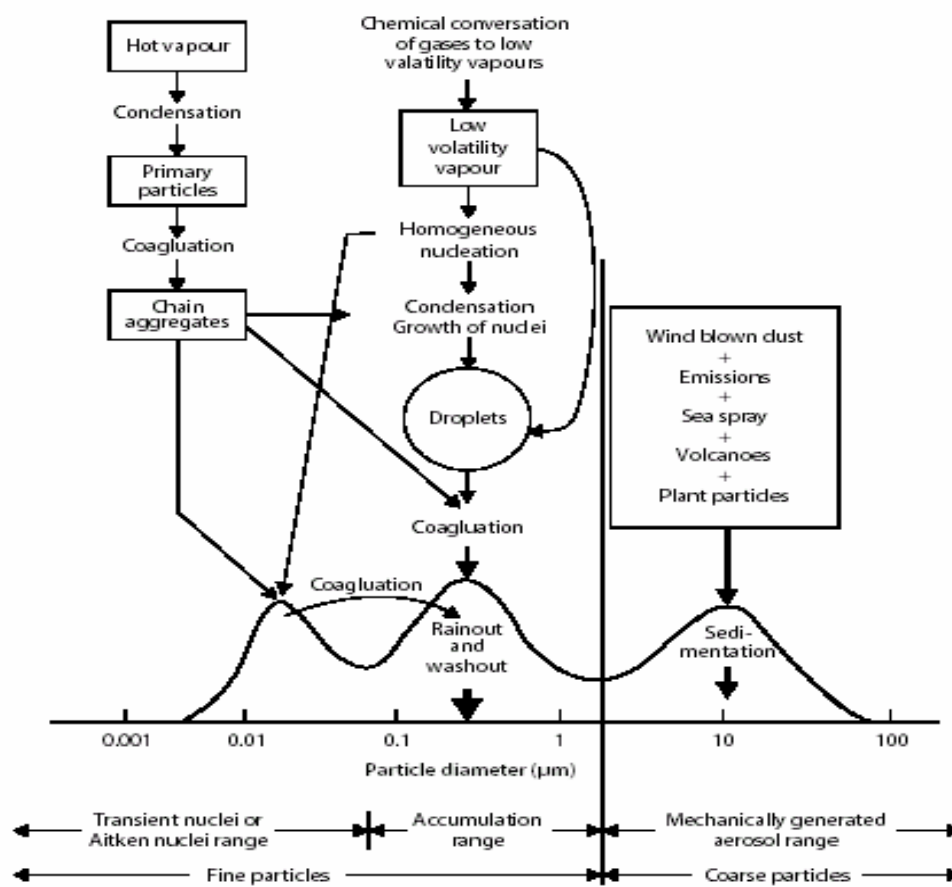 Hot vapour
Condensation
Primary
particles
Coagluation
Chain
aggregates
Chemical conversation
of gases to low
valatility vapours
Low
volatility
vapour
Homogeneous
nucleation
Condensation
Growth of nuclei
Droplets
Coagluation
Wind blown dust
+
Emissions
+
Sea spray
+
Volcanoes
+
Plant particles
Coagluation
Rainout
and
washout
Sedi-
mentation
0.001
0.01
0.1
1
10
100
Particle diameter (µm)
Transient nuclei or
Aitken nuclei range
Accumulation
range
Mechanically generated
aerosol range
Fine particles
Coarse particles